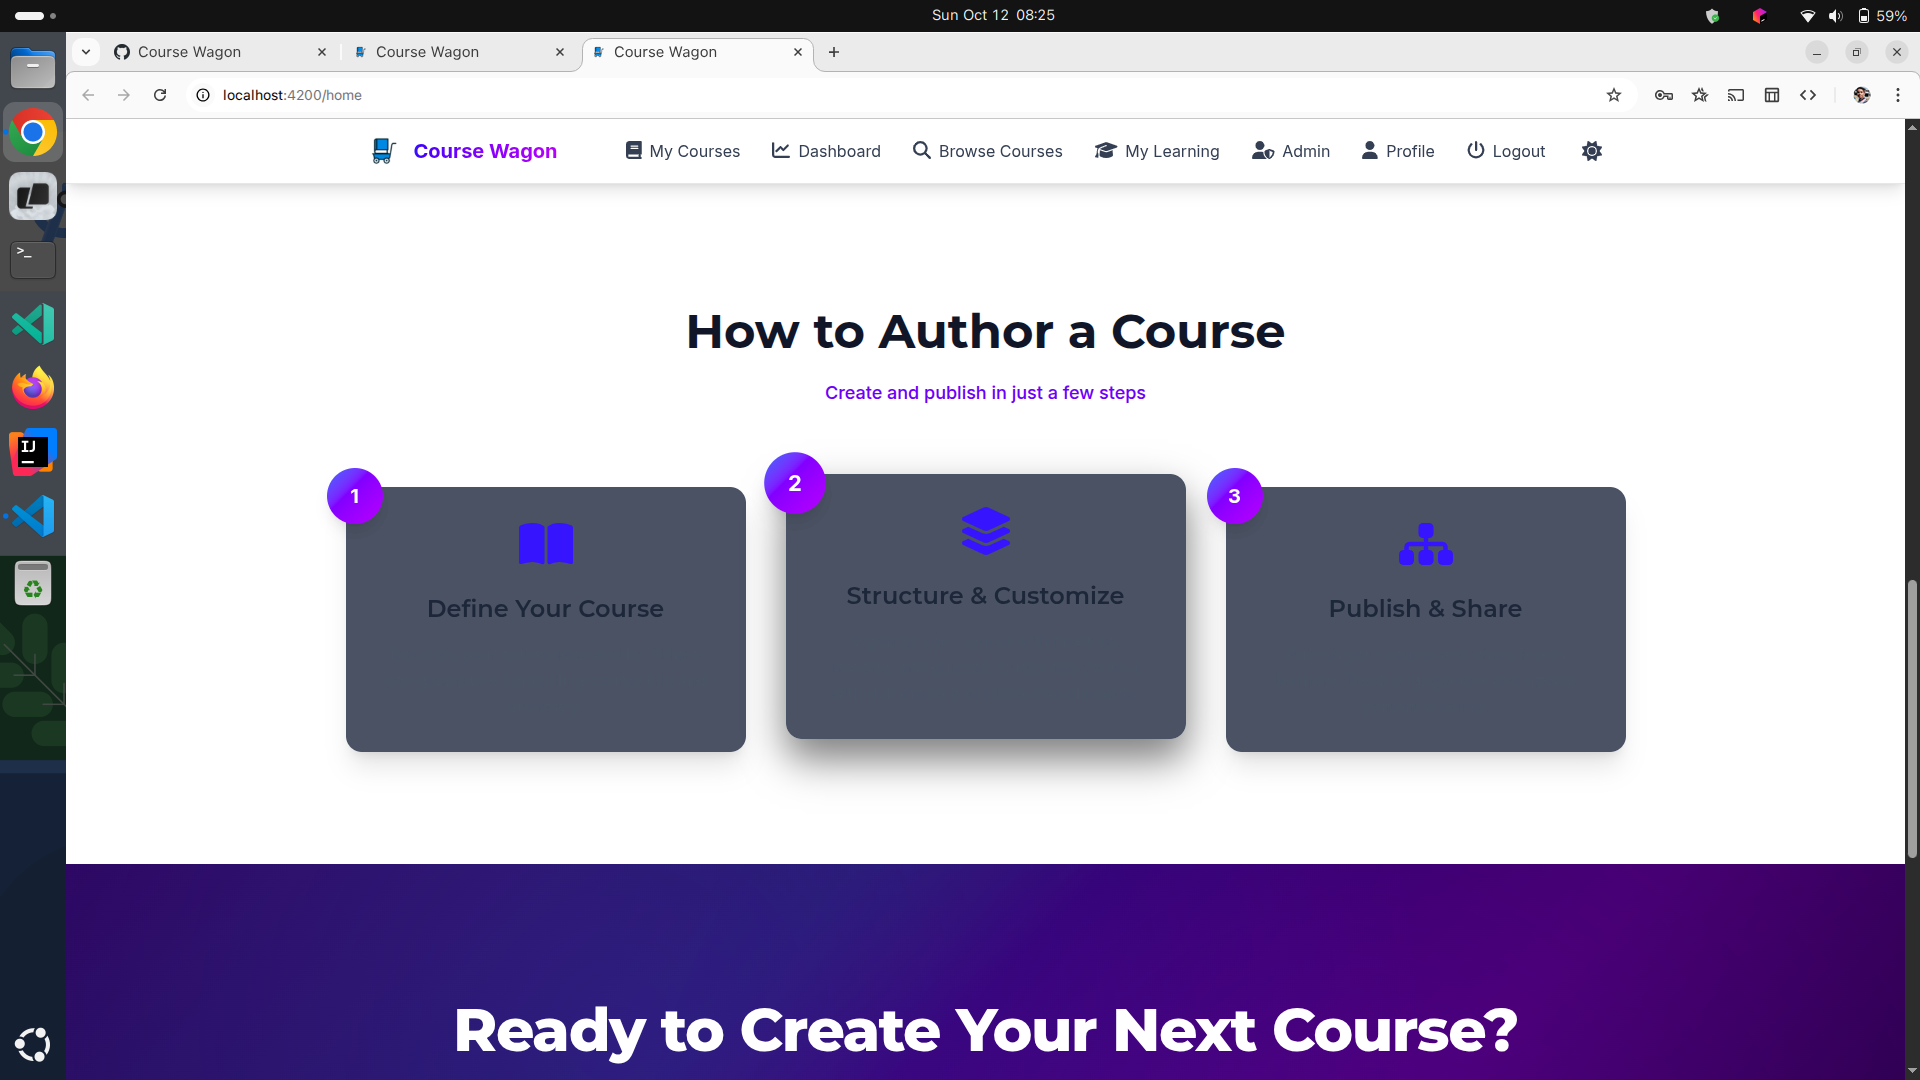 Sun Oct 12 08:25
59%
Course Wagon
Course Wagon
Course Wagon
localhost:4200/home
Course Wagon
My Courses
Dashboard
Browse Courses
My Learning
Admin
Profile
Logout
How to Author a Course
Create and publish in just a few steps
1
Define Your Course
2
Structure & Customize
3
Publish & Share
Ready to Create Your Next Course?
>_
IJ